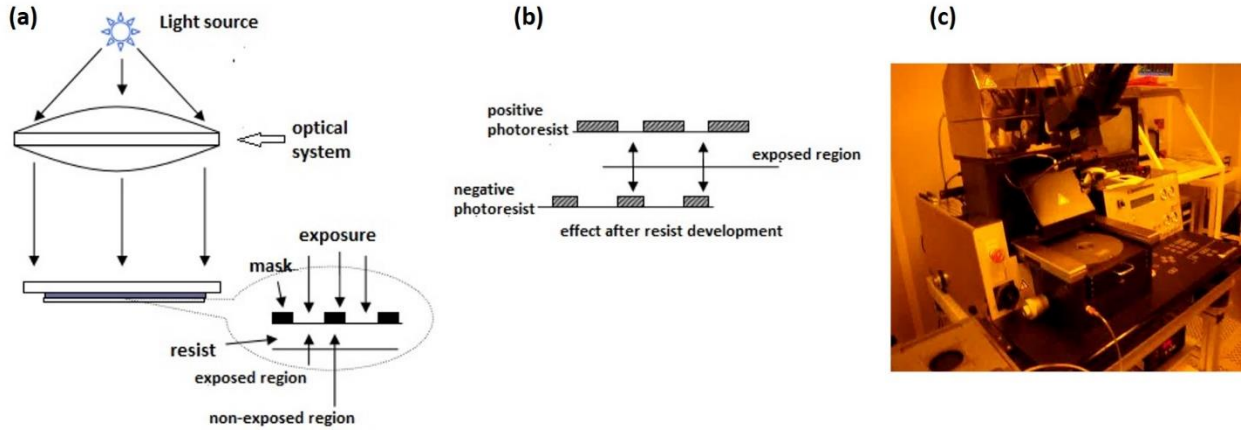 (a)
Light source
optical
system
exposure
mask
resist
exposed region
non-exposed region
(b)
positive
photoresist
exposed region
negative
photoresist
effect after resist development
(c)